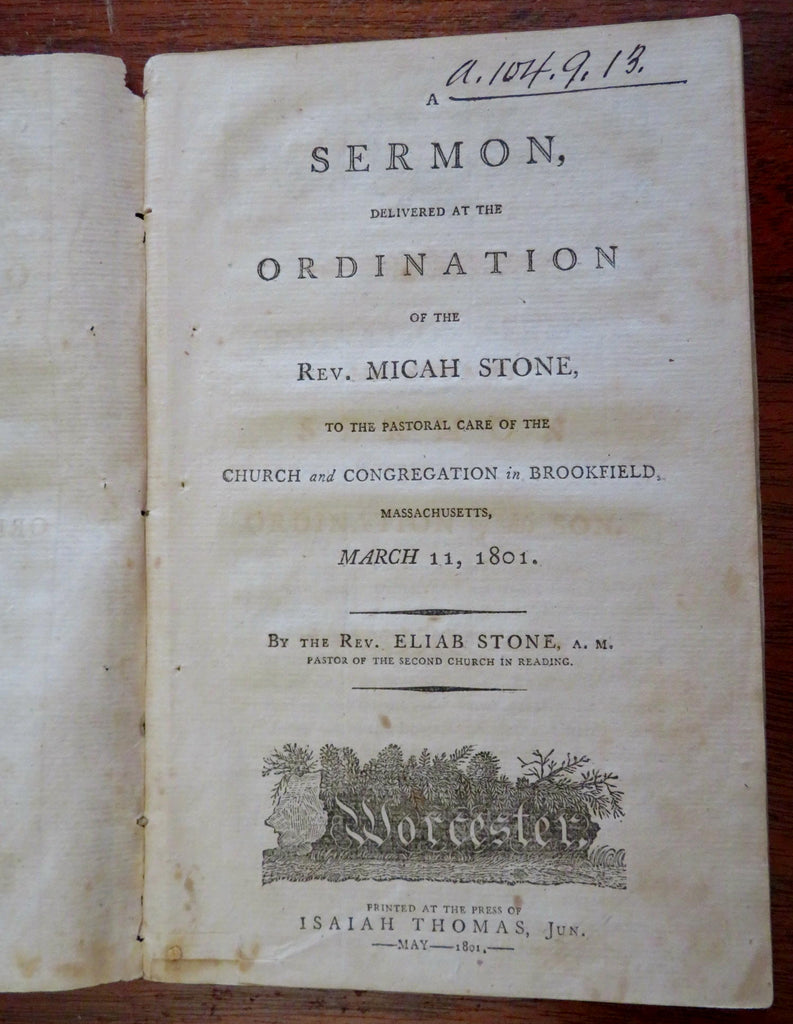 a.104.9.13.
A
SERMON,
DELIVERED AT THE
ORDINATION
OF THE
REV. MICAH STONE,
TO THE PASTORAL CARE OF THE
CHURCH and CONGREGATION in BROOKFIELD,
MASSACHUSETTS,
MARCH 11, 1801.
BY THE REV. ELIAB STONE, A. M.
PASTOR OF THE SECOND CHURCH IN READING.
Worcester,
PRINTED AT THE PRESS OF
ISAIAH THOMAS, JUN.
—MAY—1801.—